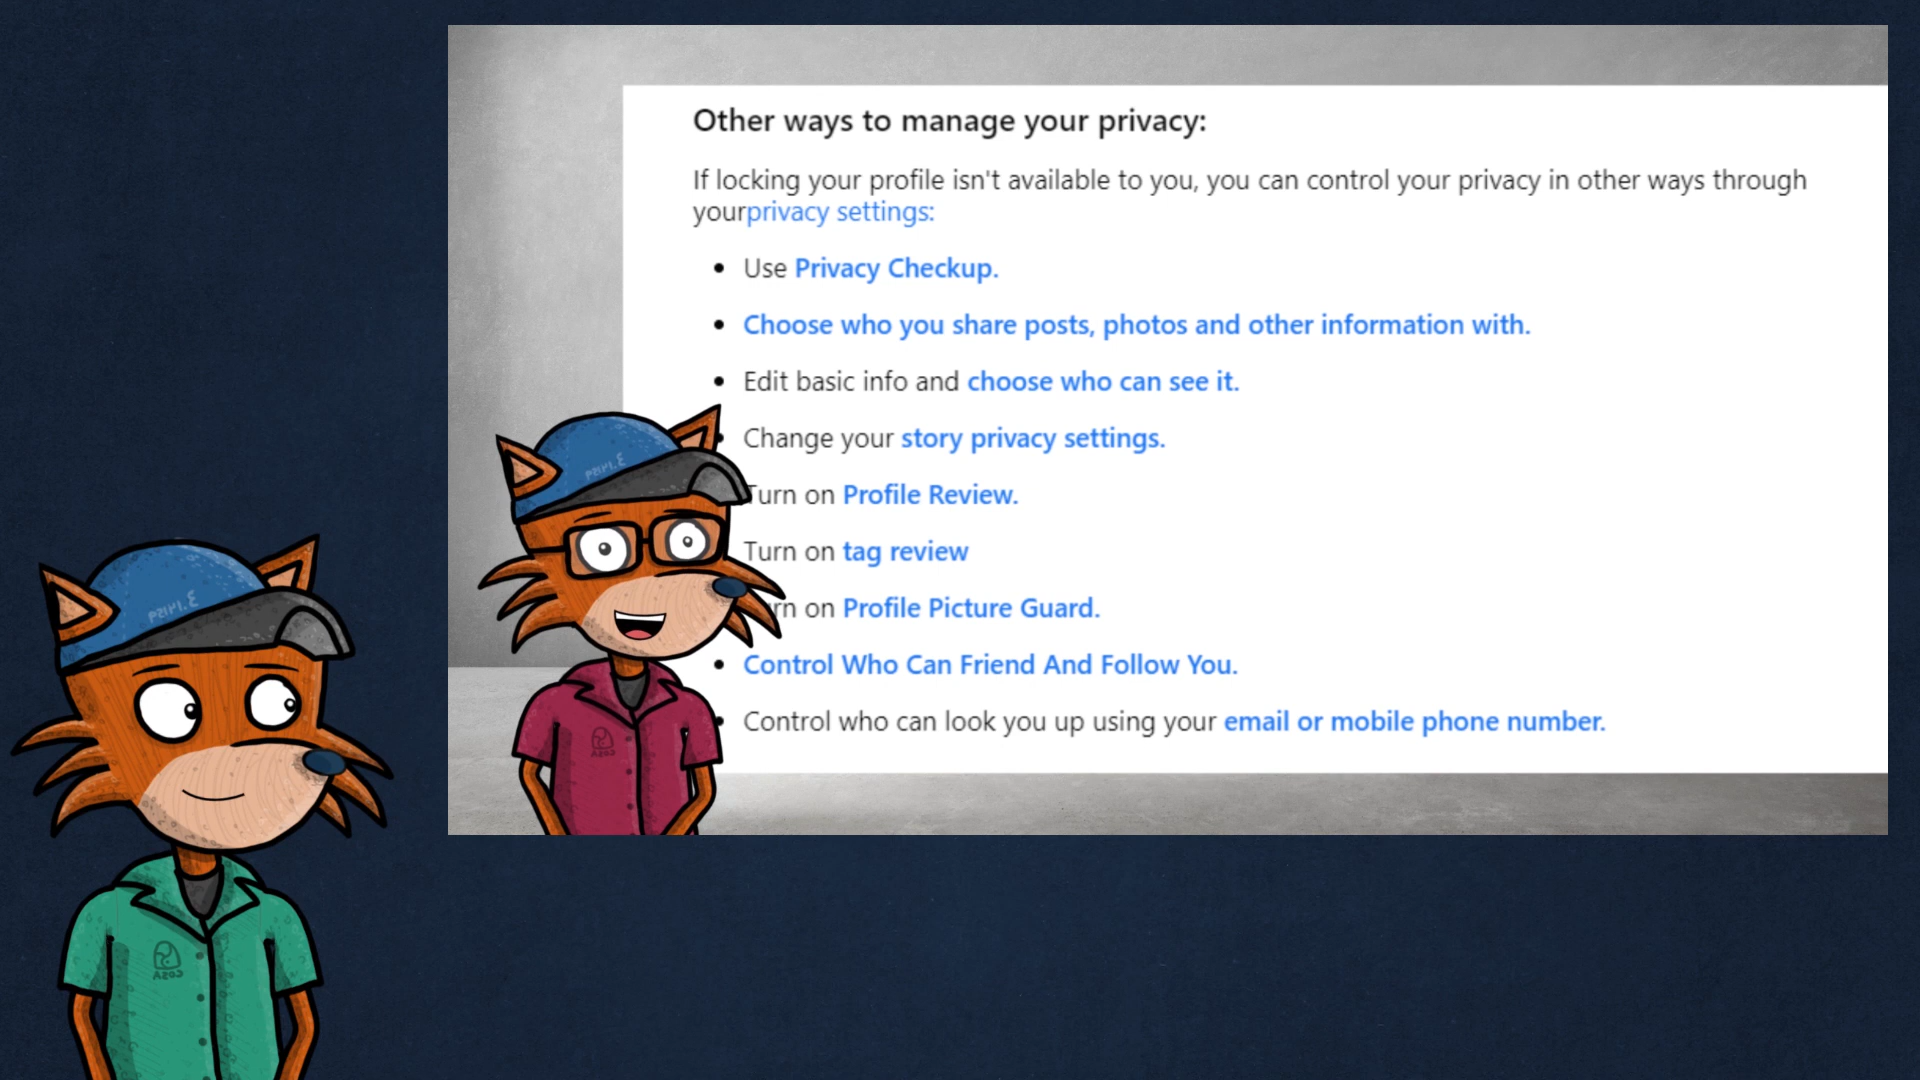 Other ways to manage your privacy:
If locking your profile isn't available to you, you can control your privacy in other ways through
yourprivacy settings:
Use Privacy Checkup.
Choose who you share posts, photos and other information with.
Edit basic info and choose who can see it.
Change your story privacy settings.
Turn on Profile Review.
Turn on tag review
on Profile Picture Guard.
Control Who Can Friend And Follow You.
Control who can look you up using your email or mobile phone number.